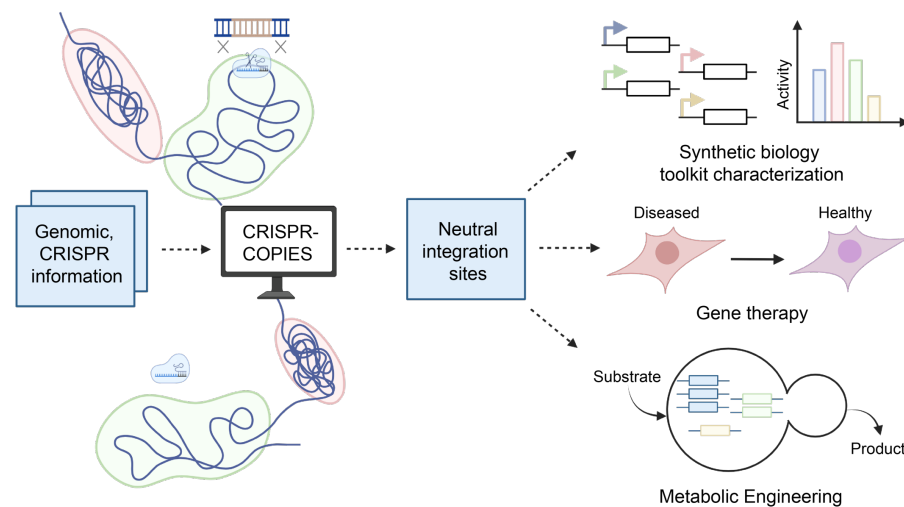 Genomic,
CRISPR
information
CRISPR-
COPIES
Neutral
integration
sites
Activity
Synthetic biology
toolkit characterization
Diseased
Healthy
Gene therapy
Substrate
Product
Metabolic Engineering